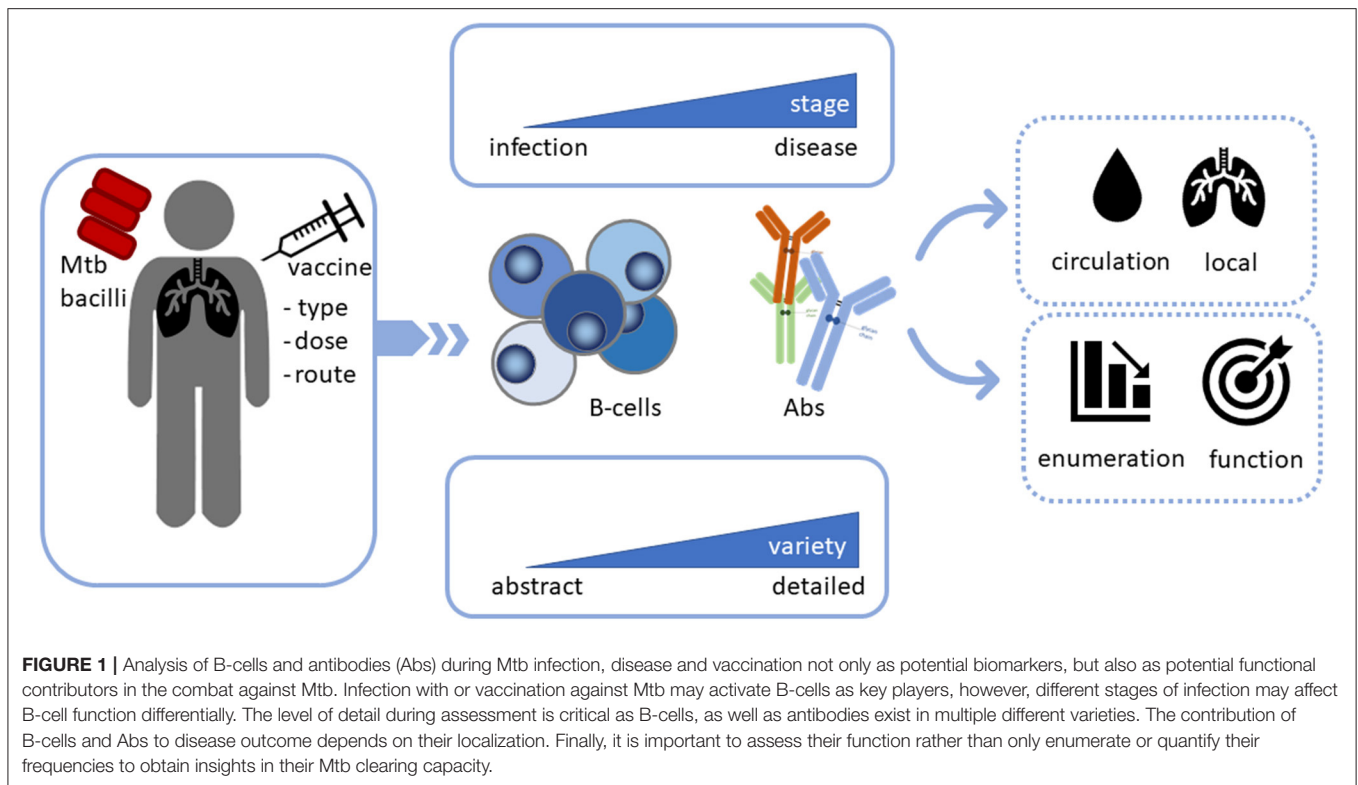 stage
infection disease
Mtb
bacilli
vaccine
- type
- dose
- route
B-cells Abs
circulation local
enumeration function
variety
abstract detailed
FIGURE 1 | Analysis of B-cells and antibodies (Abs) during Mtb infection, disease and vaccination not only as potential biomarkers, but also as potential functional
contributors in the combat against Mtb. Infection with or vaccination against Mtb may activate B-cells as key players, however, different stages of infection may affect
B-cell function differentially. The level of detail during assessment is critical as B-cells, as well as antibodies exist in multiple different varieties. The contribution of
B-cells and Abs to disease outcome depends on their localization. Finally, it is important to assess their function rather than only enumerate or quantify their
frequencies to obtain insights in their Mtb clearing capacity.